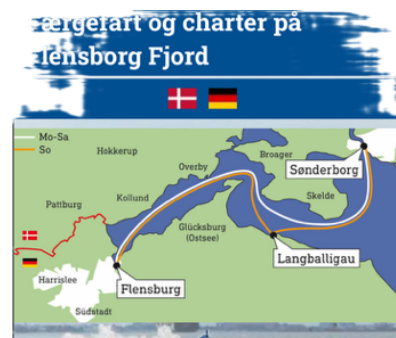 ærgefart og charter på
lensborg Fjord
Mo-Sa
So
Hokkerup
Broager
Overby
Sønderborg
Kollund
Skelde
Pattburg
Glücksburg
(Ostsee)
Langballigau
Flensburg
Harrislee
Südstadt